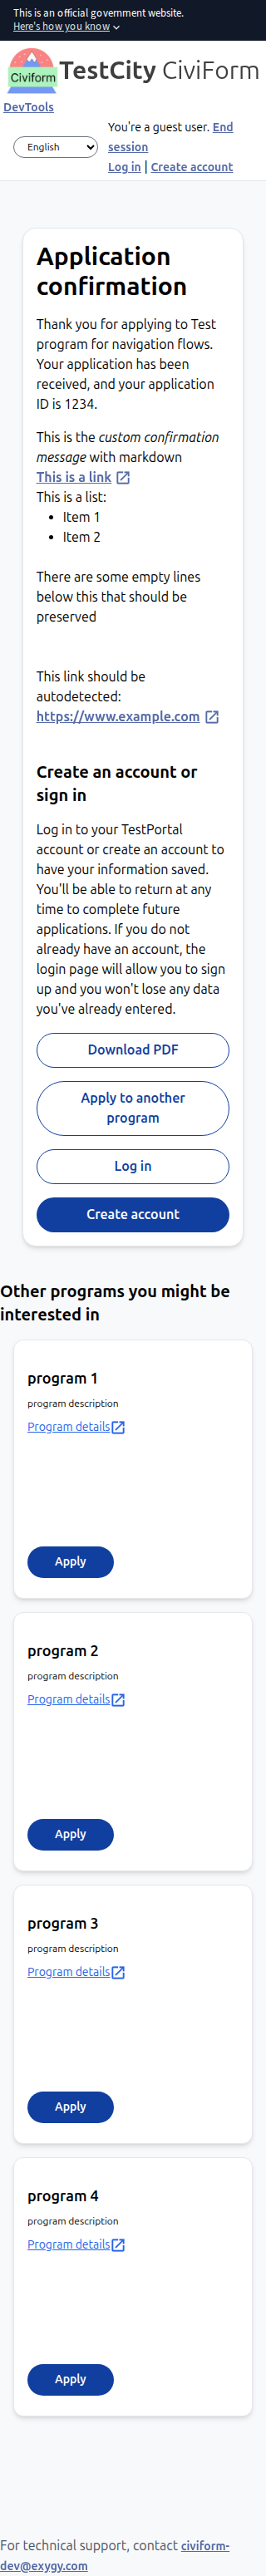 This is an official government website.
Here's how you know
Civiform
TestCity CiviForm
DevTools
English
You're a guest user. End
session
Log in | Create account
Application
confirmation
Thank you for applying to Test
program for navigation flows.
Your application has been
received, and your application
ID is 1234.
This is the custom confirmation
message with markdown
This is a link
This is a list:
• Item 1
• Item 2
There are some empty lines
below this that should be
preserved
This link should be
autodetected:
https://www.example.com
Create an account or
sign in
Log in to your TestPortal
account or create an account to
have your information saved.
You'll be able to return at any
time to complete future
applications. If you do not
already have an account, the
login page will allow you to sign
up and you won't lose any data
you've already entered.
Download PDF
Apply to another
program
Log in
Create account
Other programs you might be
interested in
program 1
program description
Program details
Apply
program 2
program description
Program details
Apply
program 3
program description
Program details
Apply
program 4
program description
Program details
Apply
For technical support, contact civiform-
dev@exygy.com